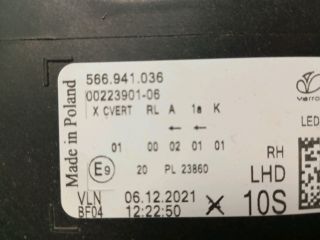 Made in Poland
566.941.036
00223901-06
X CVERT RL A 1a K
← ←
01 00 02 01 01
E9 20 PL 23860
RH
LHD
VLN 06.12.2021
BF04 12:22:50 X 10S
LED